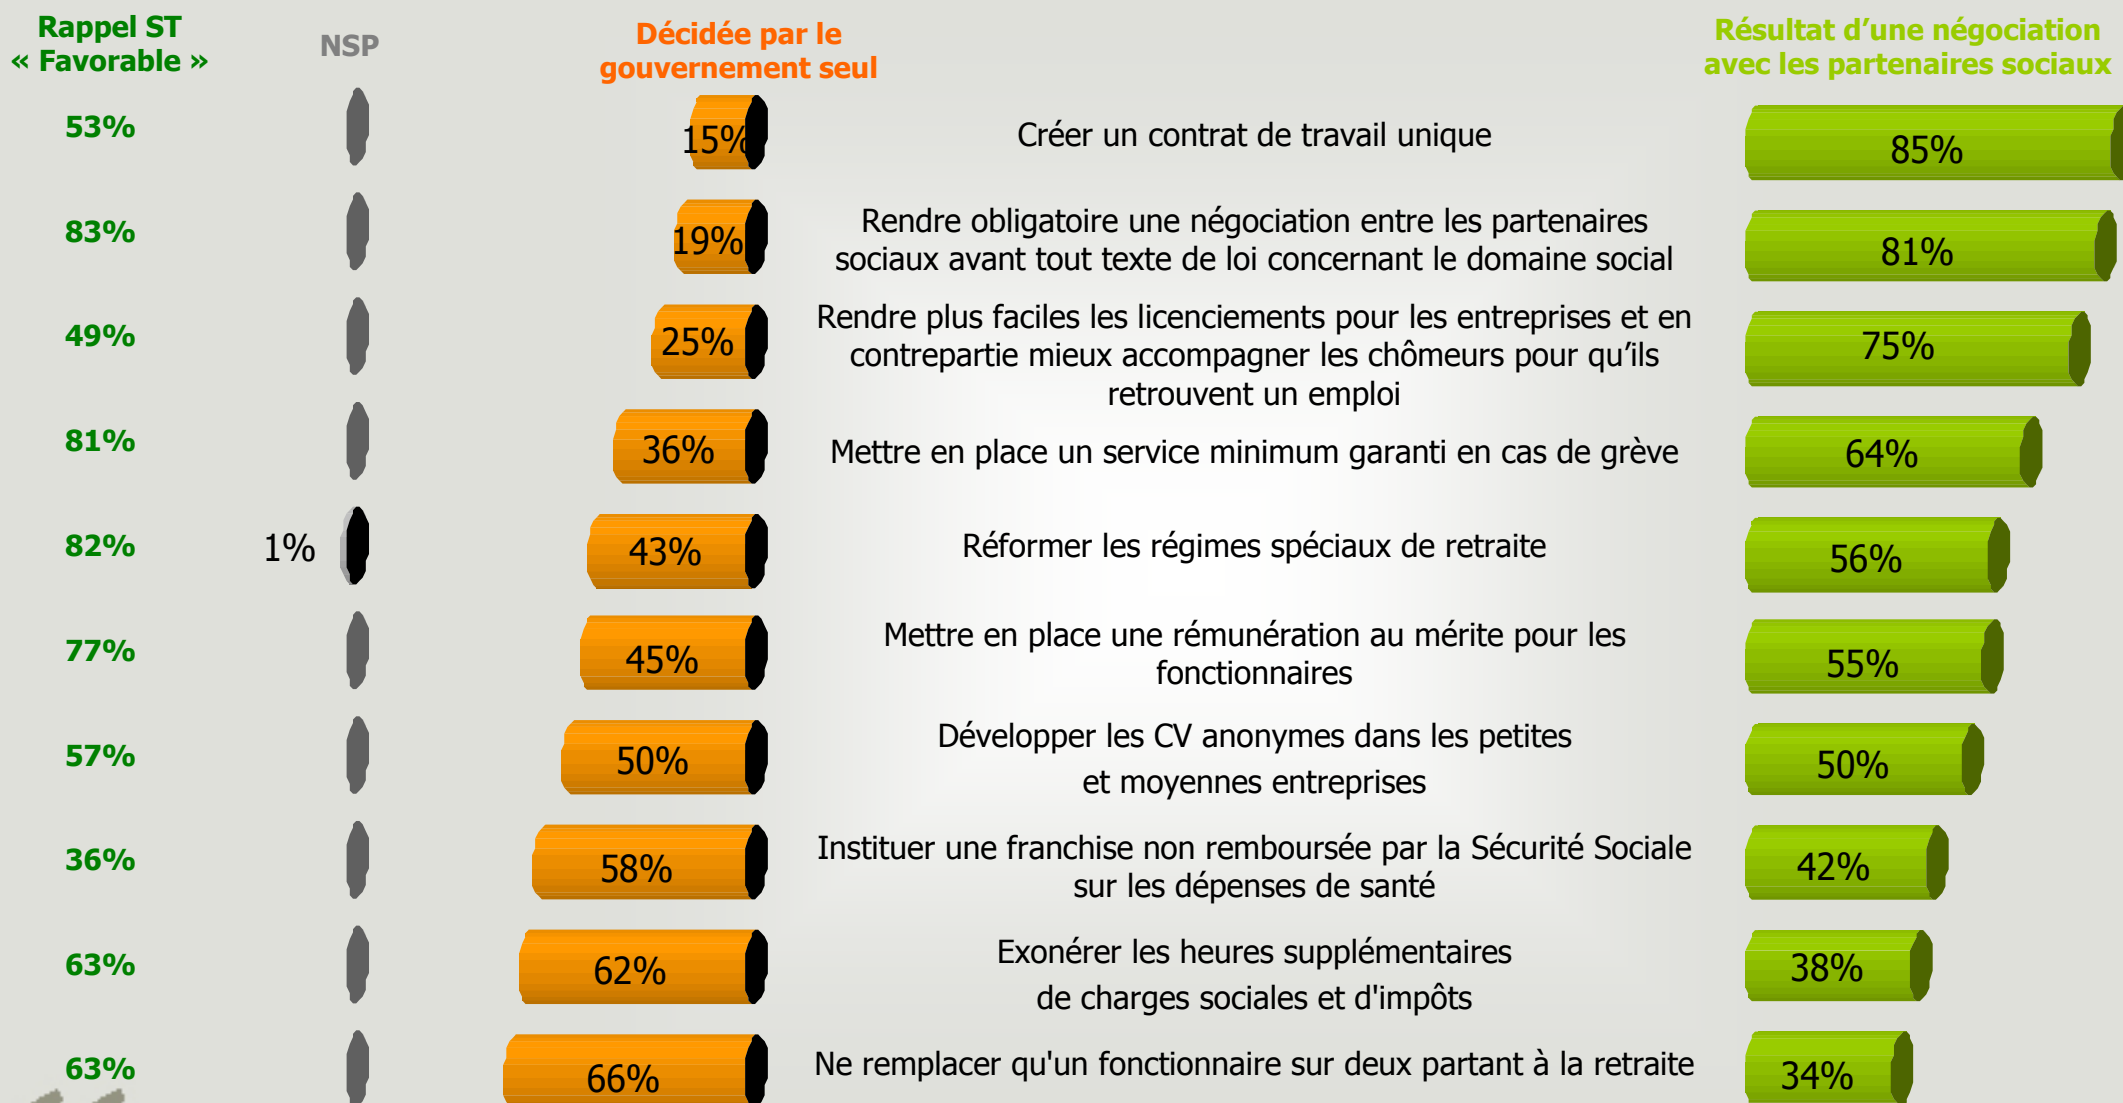 Rappel ST
« Favorable »
NSP
Décidée par le
gouvernement seul
Résultat d’une négociation
avec les partenaires sociaux
53%
15%
Créer un contrat de travail unique
85%
83%
19%
Rendre obligatoire une négociation entre les partenaires
sociaux avant tout texte de loi concernant le domaine social
81%
49%
25%
Rendre plus faciles les licenciements pour les entreprises et en
contrepartie mieux accompagner les chômeurs pour qu’ils
retrouvent un emploi
75%
81%
36%
Mettre en place un service minimum garanti en cas de grève
64%
82%
1%
43%
Réformer les régimes spéciaux de retraite
56%
77%
45%
Mettre en place une rémunération au mérite pour les
fonctionnaires
55%
57%
50%
Développer les CV anonymes dans les petites
et moyennes entreprises
50%
36%
58%
Instituer une franchise non remboursée par la Sécurité Sociale
sur les dépenses de santé
42%
63%
62%
Exonérer les heures supplémentaires
de charges sociales et d'impôts
38%
63%
66%
Ne remplacer qu'un fonctionnaire sur deux partant à la retraite
34%